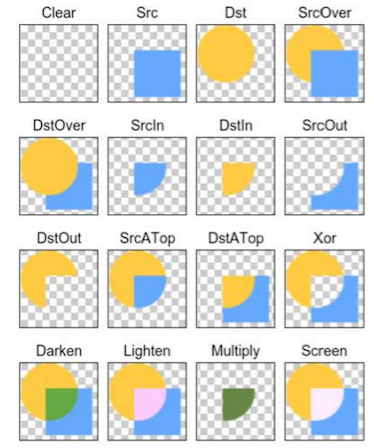 Clear Src Dst SrcOver
DstOver SrcIn DstIn SrcOut
DstOut SrcATop DstATop Xor
Darken Lighten Multiply Screen